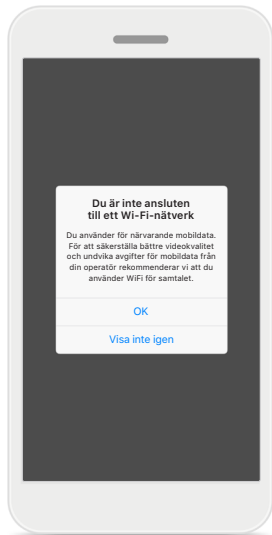 Du är inte ansluten
till ett Wi-Fi-nätverk
Du använder för närvarande mobildata.
För att säkerställa bättre videokvalitet
och undvika avgifter för mobildata från
din operatör rekommenderar vi att du
använder WiFi för samtalet.
OK
Visa inte igen